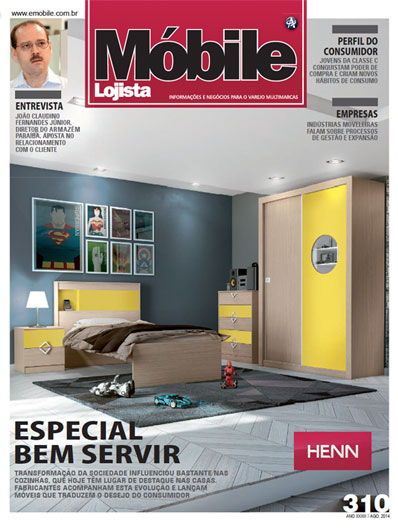 www.emobile.com.br
Móbile
Lojista
INFORMAÇÕES E NEGÓCIOS PARA O VAREJO MULTIMARCAS
PERFIL DO
CONSUMIDOR
JOVENS DA CLASSE C
CONQUISTAM PODER DE
COMPRA E CRIAM NOVOS
HÁBITOS DE CONSUMO
ENTREVISTA
JOÃO CLAUDINO
FERNANDES JÚNIOR,
DIRETOR DO ARMAZÉM
PARAÍBA, APOSTA NO
RELACIONAMENTO
COM O CLIENTE
EMPRESAS
INDÚSTRIAS MOVELEIRAS
FALAM SOBRE PROCESSOS
DE GESTÃO E EXPANSÃO
ESPECIAL
BEM SERVIR
TRANSFORMAÇÃO DA SOCIEDADE INFLUENCIOU BASTANTE NAS
COZINHAS, QUE HOJE TÊM LUGAR DE DESTAQUE NAS CASAS.
FABRICANTES ACOMPANHAM ESTA EVOLUÇÃO E LANÇAM
MÓVEIS QUE TRADUZEM O DESEJO DO CONSUMIDOR
HENN
310
ANO XXXII | AGO. 2014